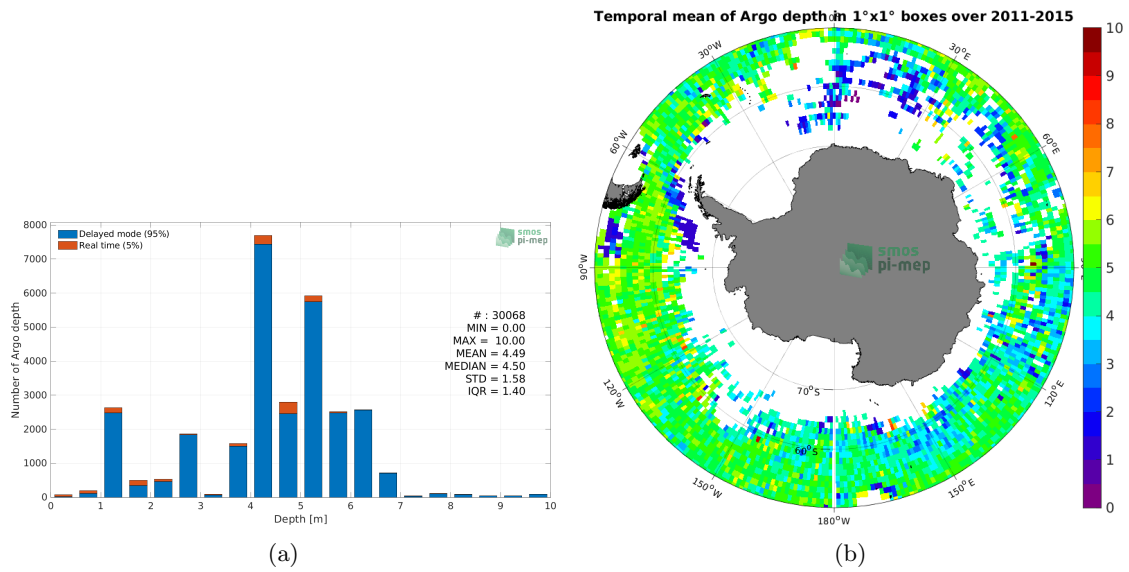 Temporal mean of Argo depth in 1°x1° boxes over 2011-2015
8000
7000
6000
5000
4000
3000
2000
1000
0
Number of Argo depth
Delayed mode (95%)
Real time (5%)
smos
pi-mep
# : 30068
MIN = 0.00
MAX = 10.00
MEAN = 4.49
MEDIAN = 4.50
STD = 1.58
IQR = 1.40
0 1 2 3 4 5 6 7 8 9 10
Depth [m]
(a)
0°E
30°W
30°E
60°W
60°E
90°W
smos
pi-mep
120°W
120°E
70°S
60°S
150°W
150°E
180°W
10
9
8
7
6
5
4
3
2
1
0
(b)